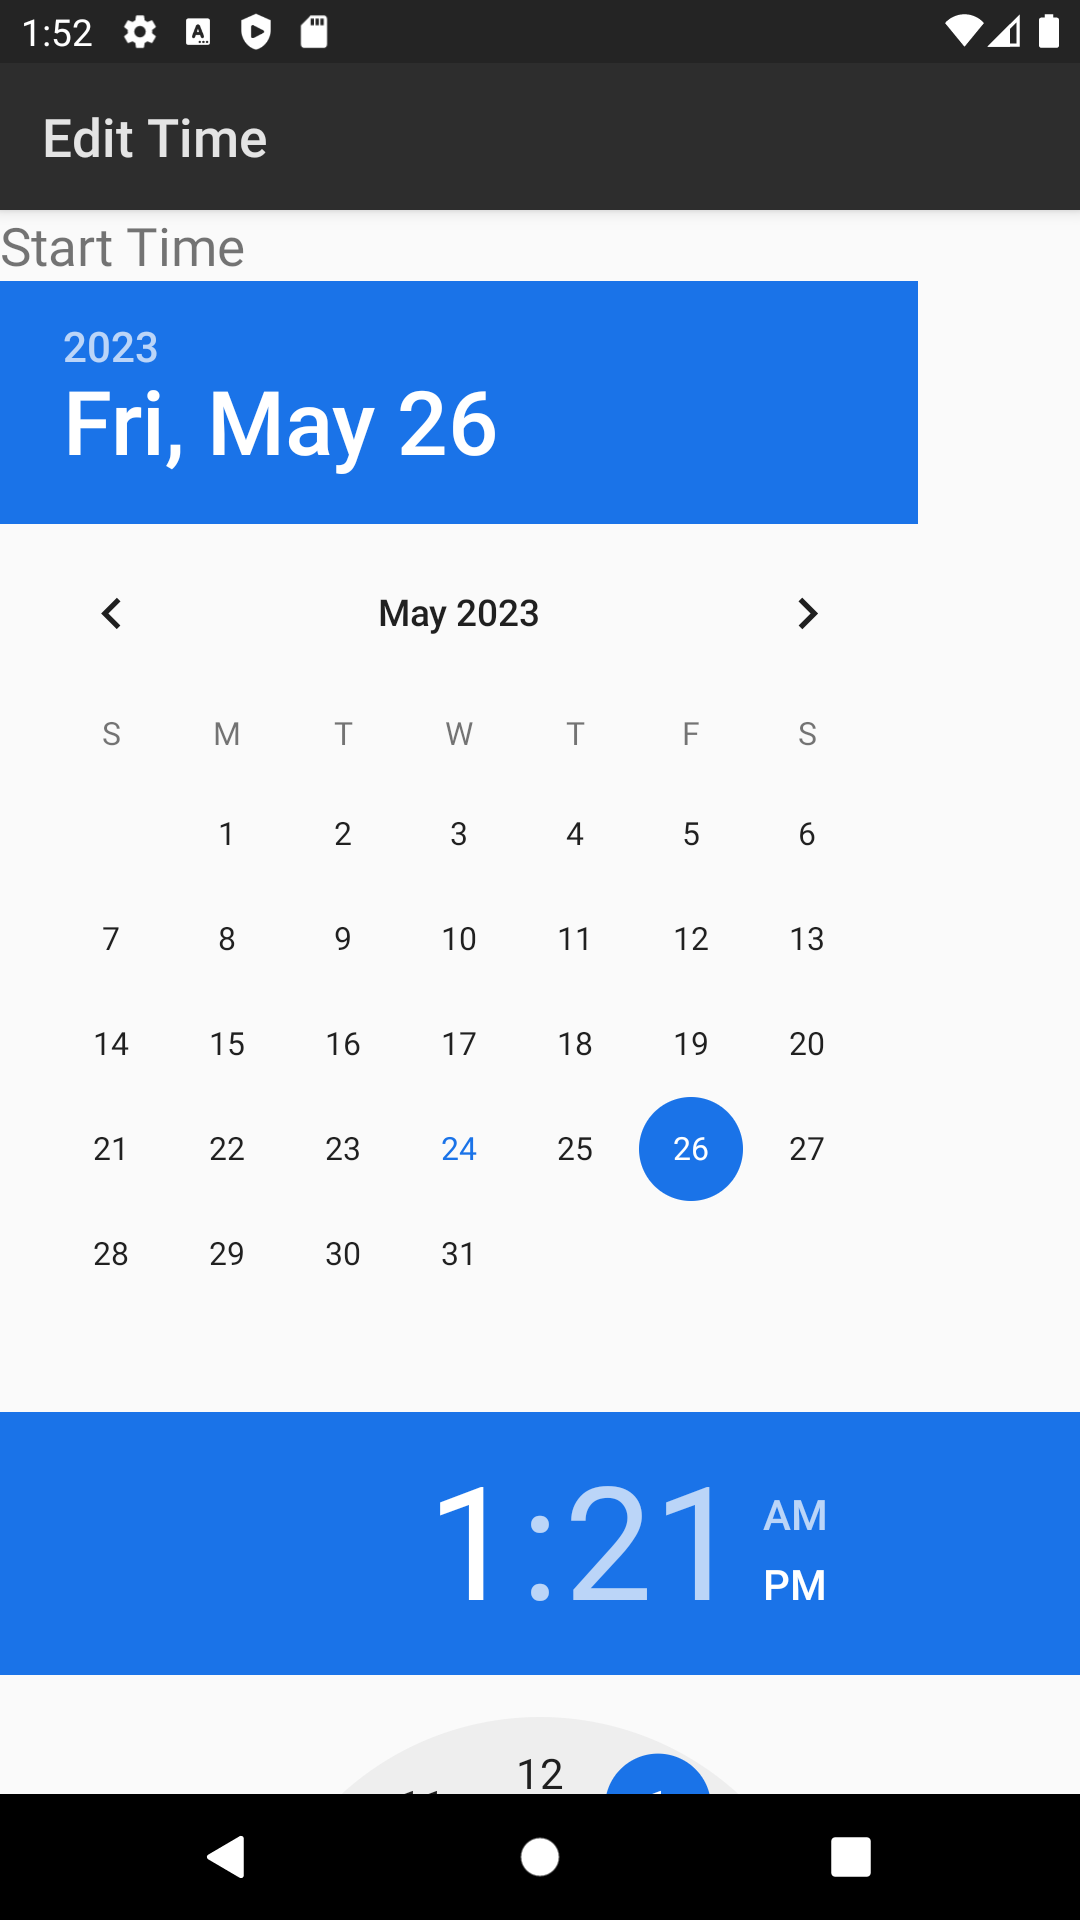 1:52
Edit Time
Start Time
2023
Fri, May 26
May 2023
S M T W T F S
1 2 3 4 5 6
7 8 9 10 11 12 13
14 15 16 17 18 19 20
21 22 23 24 25 26 27
28 29 30 31
1:21 AM
PM
12